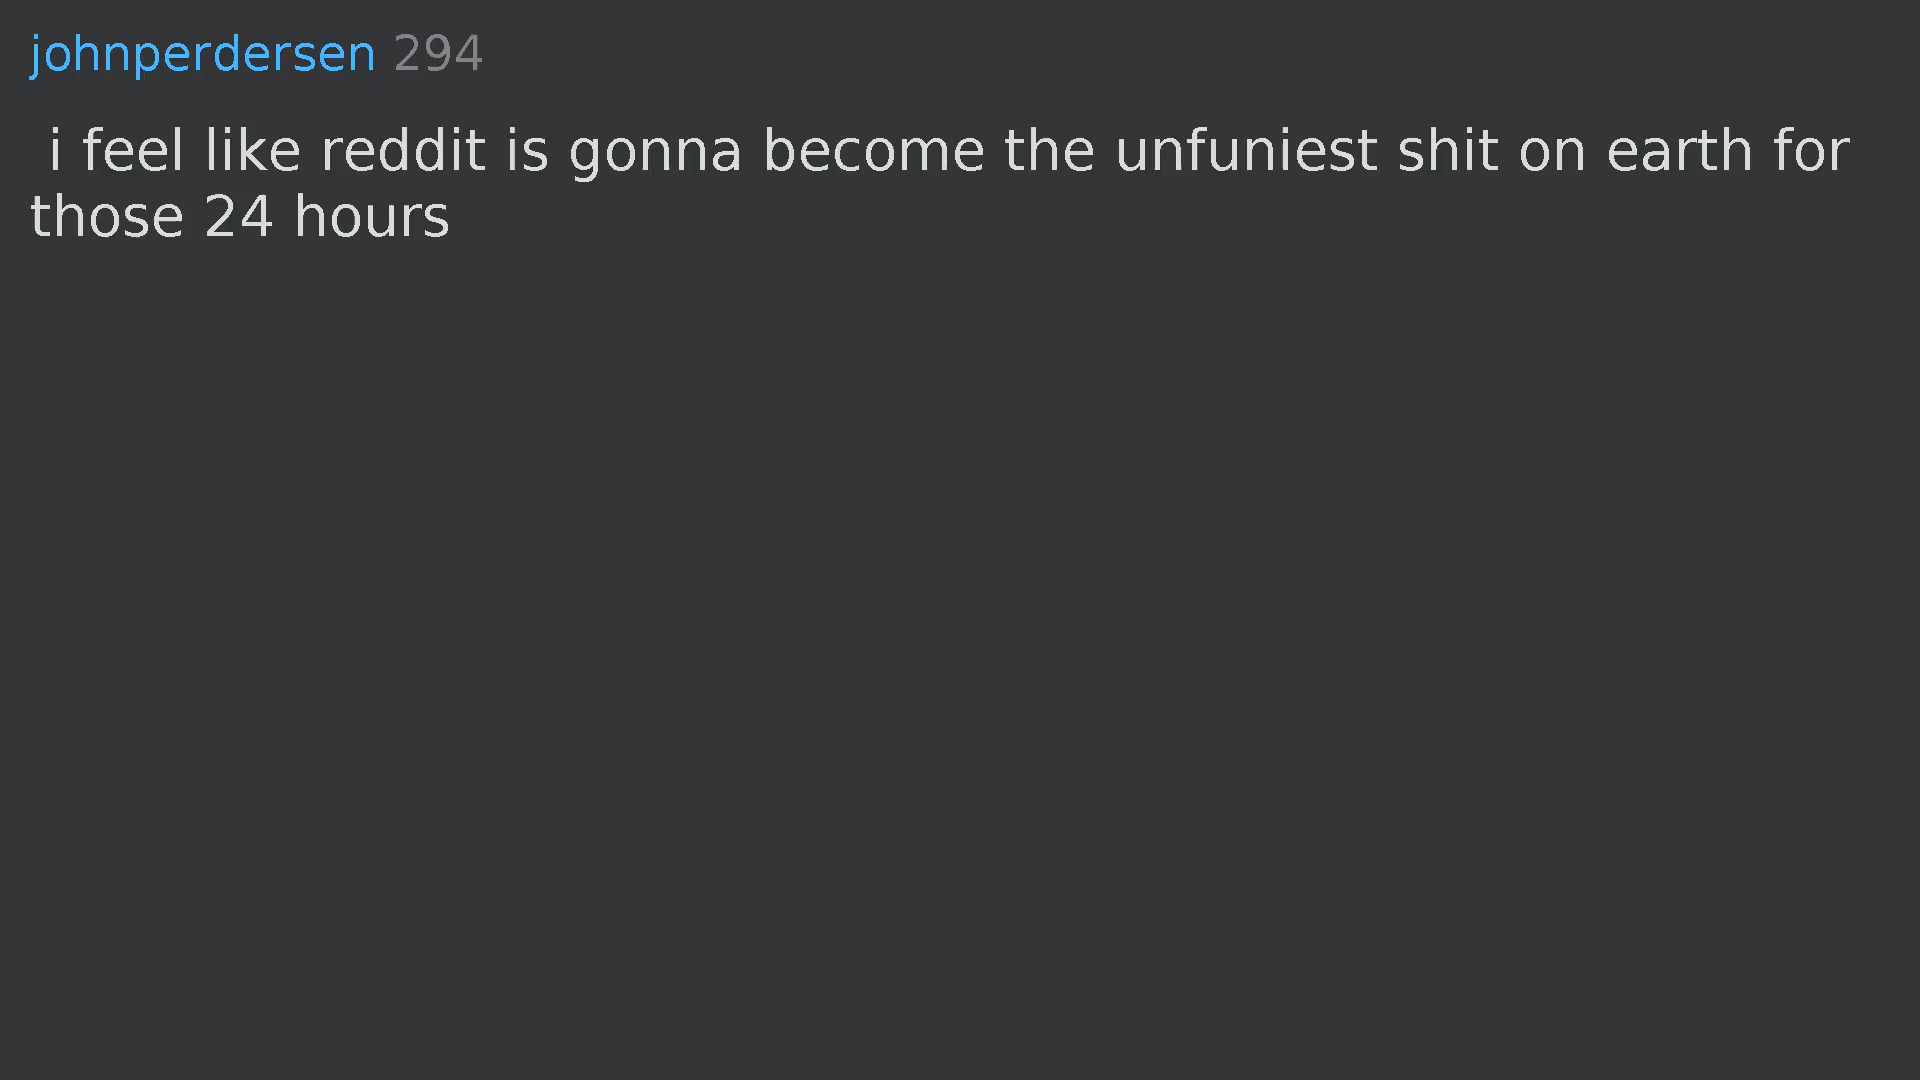 johnperdersen 294
i feel like reddit is gonna become the unfuniest shit on earth for
those 24 hours